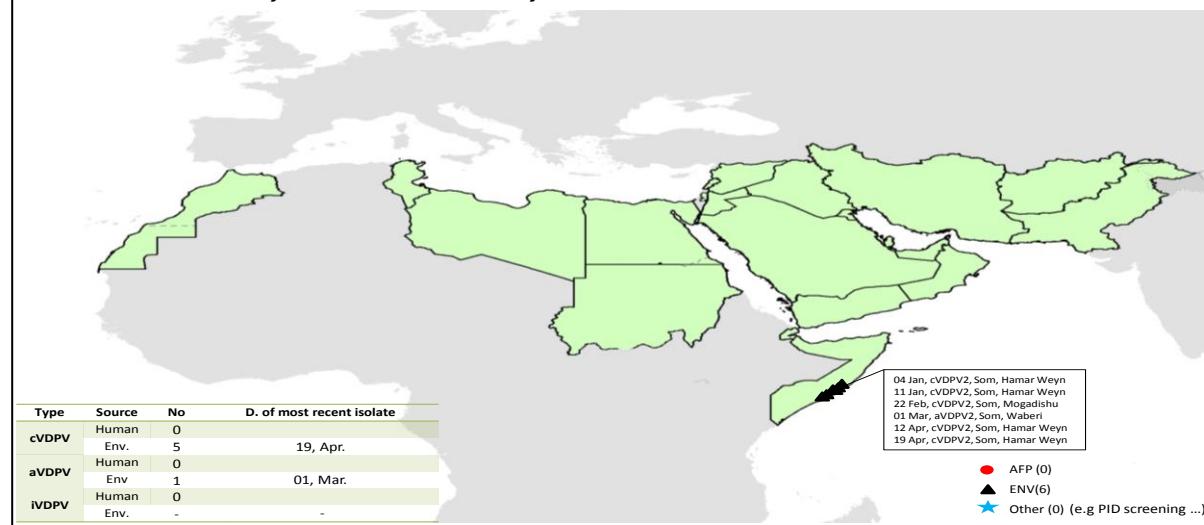 04 Jan, cVDPV2, Som, Hamar Weyn
11 Jan, cVDPV2, Som, Hamar Weyn
22 Feb, cVDPV2, Som, Mogadishu
01 Mar, aVDPV2, Som, Waberi
12 Apr, cVDPV2, Som, Hamar Weyn
19 Apr, cVDPV2, Som, Hamar Weyn
Type Source No D. of most recent isolate
cVDPV Human 0
Env. 5 19, Apr.
aVDPV Human 0
Env 1 01, Mar.
iVDPV Human 0
Env. - -
AFP (0)
ENV(6)
Other (0) (e.g PID screening ...)